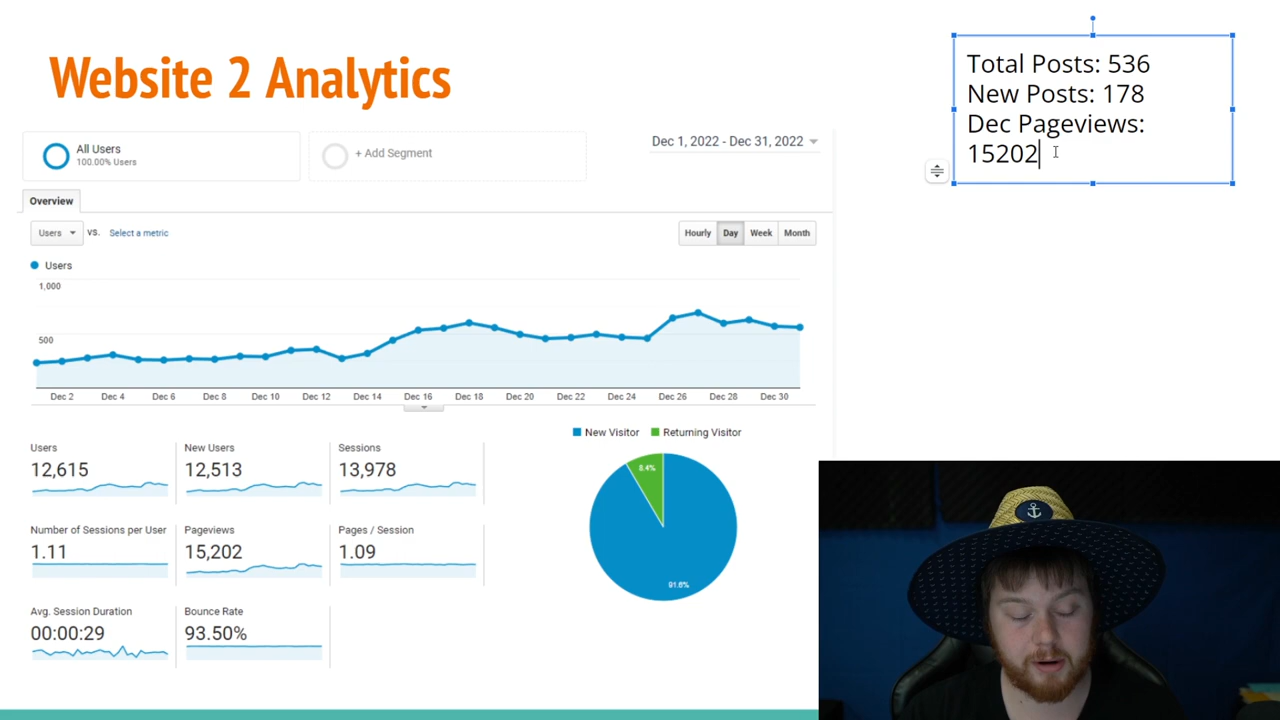 Website 2 Analytics
Total Posts: 536
New Posts: 178
Dec Pageviews:
15202
All Users
100.00% Users
+ Add Segment
Dec 1, 2022 - Dec 31, 2022
Overview
Users
vs.
Select a metric
Hourly
Day
Week
Month
Users
1,000
500
Dec 2
Dec 4
Dec 6
Dec 8
Dec 10
Dec 12
Dec 14
Dec 16
Dec 18
Dec 20
Dec 22
Dec 24
Dec 26
Dec 28
Dec 30
Users
12,615
New Users
12,513
Sessions
13,978
Number of Sessions per User
1.11
Pageviews
15,202
Pages / Session
1.09
Avg. Session Duration
00:00:29
Bounce Rate
93.50%
New Visitor
Returning Visitor
8.4%
91.6%